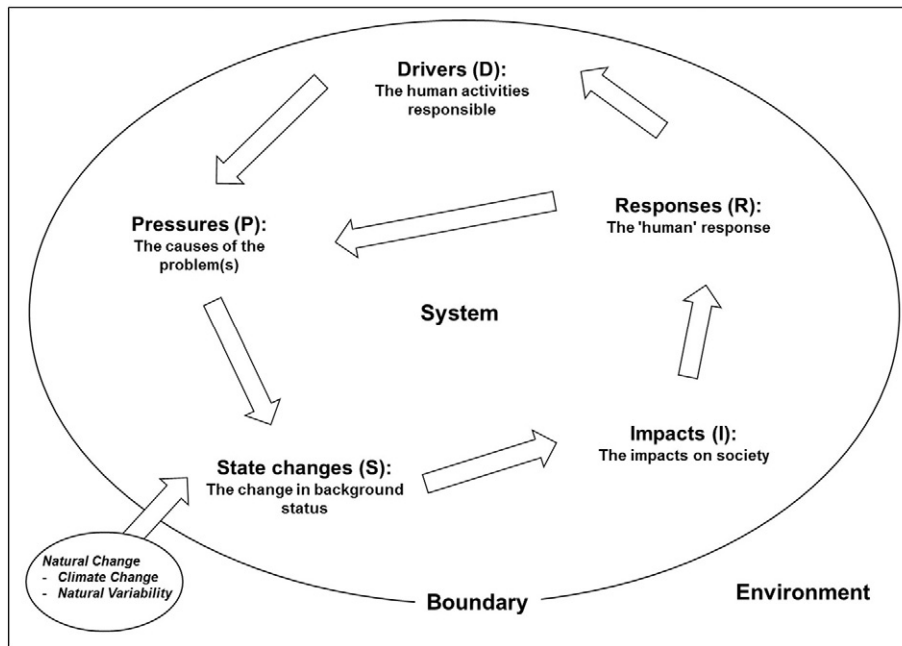 Drivers (D):
The human activities
responsible
Pressures (P):
The causes of the
problem(s)
Responses (R):
The 'human' response
System
State changes (S):
The change in background
status
Impacts (I):
The impacts on society
Natural Change
- Climate Change
- Natural Variability
Boundary
Environment